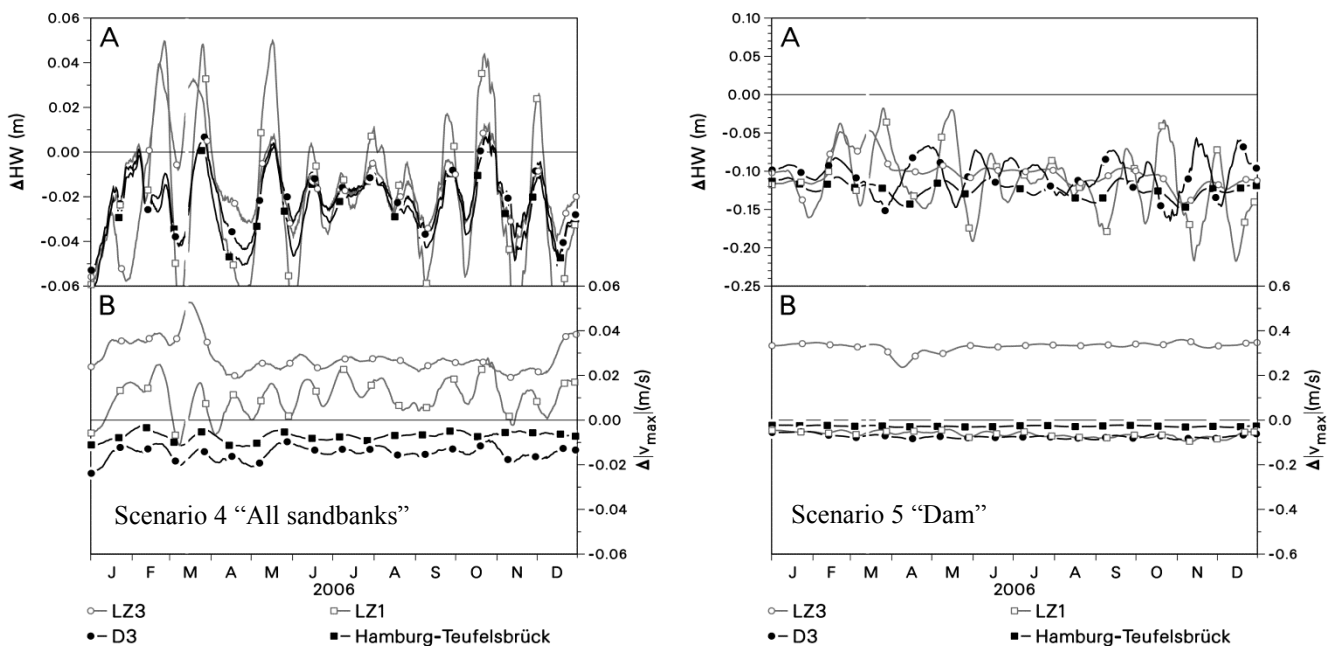 A
0.06
0.04
0.02
0.00
-0.02
-0.04
-0.06
ΔHW (m)
B
0.06
0.04
0.02
0.00
-0.02
-0.04
-0.06
Δ|vmax|(m/s)
Scenario 4 “All sandbanks”
J F M A M J J A S O N D
2006
LZ3
LZ1
D3
Hamburg-Teufelsbrück
A
0.10
0.05
0.00
-0.05
-0.10
-0.15
-0.20
-0.25
ΔHW (m)
B
0.6
0.4
0.2
0.0
-0.2
-0.4
-0.6
Δ|vmax|(m/s)
Scenario 5 “Dam”
J F M A M J J A S O N D
2006
LZ3
LZ1
D3
Hamburg-Teufelsbrück